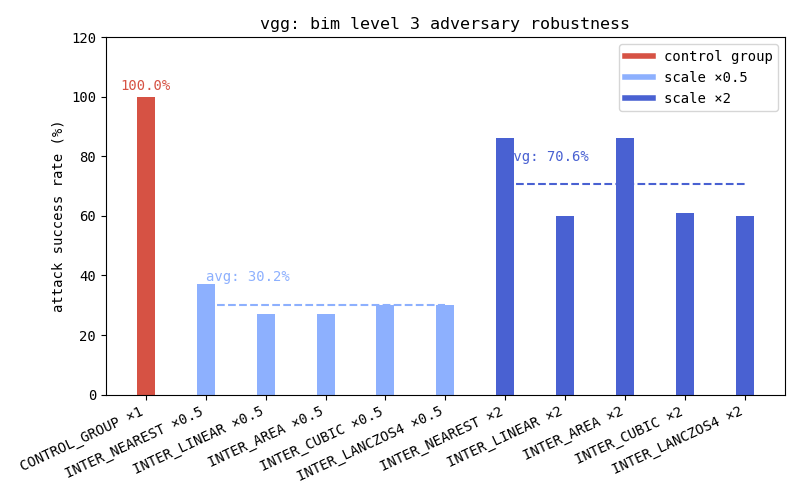 vgg: bim level 3 adversary robustness
attack success rate (%)
120
100
80
60
40
20
0
100.0%
avg: 30.2%
vg: 70.6%
control group
scale ×0.5
scale ×2
CONTROL_GROUP ×1
INTER_NEAREST ×0.5
INTER_LINEAR ×0.5
INTER_AREA ×0.5
INTER_CUBIC ×0.5
INTER_LANCZOS4 ×0.5
INTER_NEAREST ×2
INTER_LINEAR ×2
INTER_AREA ×2
INTER_CUBIC ×2
INTER_LANCZOS4 ×2